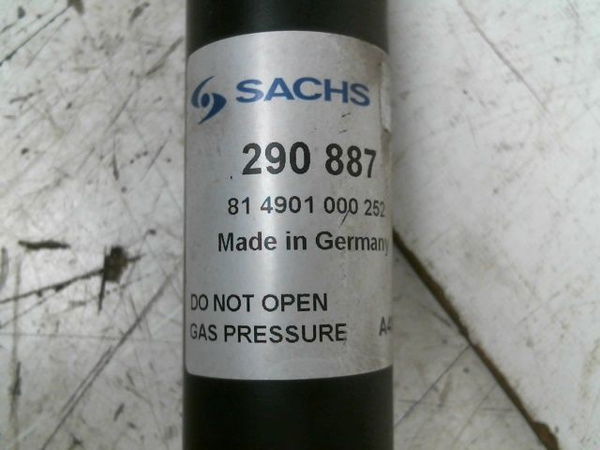 SACHS
290 887
81 4901 000 252
Made in Germany
DO NOT OPEN
GAS PRESSURE